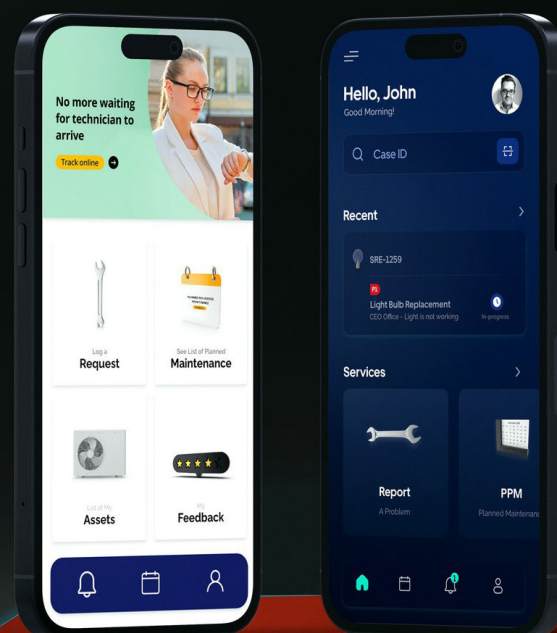 No more waiting
for technician to
arrive
Track online
Log a
Request
See List of Planned
Maintenance
List of My
Assets
My
Feedback
Hello, John
Good Morning!
Case ID
Recent
SRE-1259
P1
Light Bulb Replacement
CEO Office - Light is not working
In-progress
Services
Report
A Problem
PPM
Planned Maintenanc
1